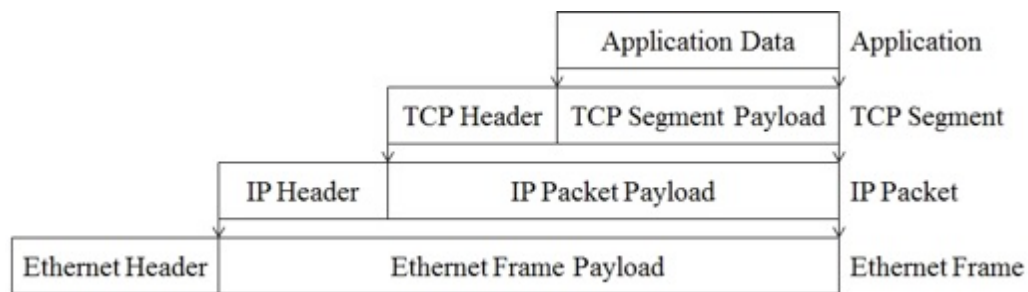 Application Data Application
TCP Header TCP Segment Payload TCP Segment
IP Header IP Packet Payload IP Packet
Ethernet Header Ethernet Frame Payload Ethernet Frame